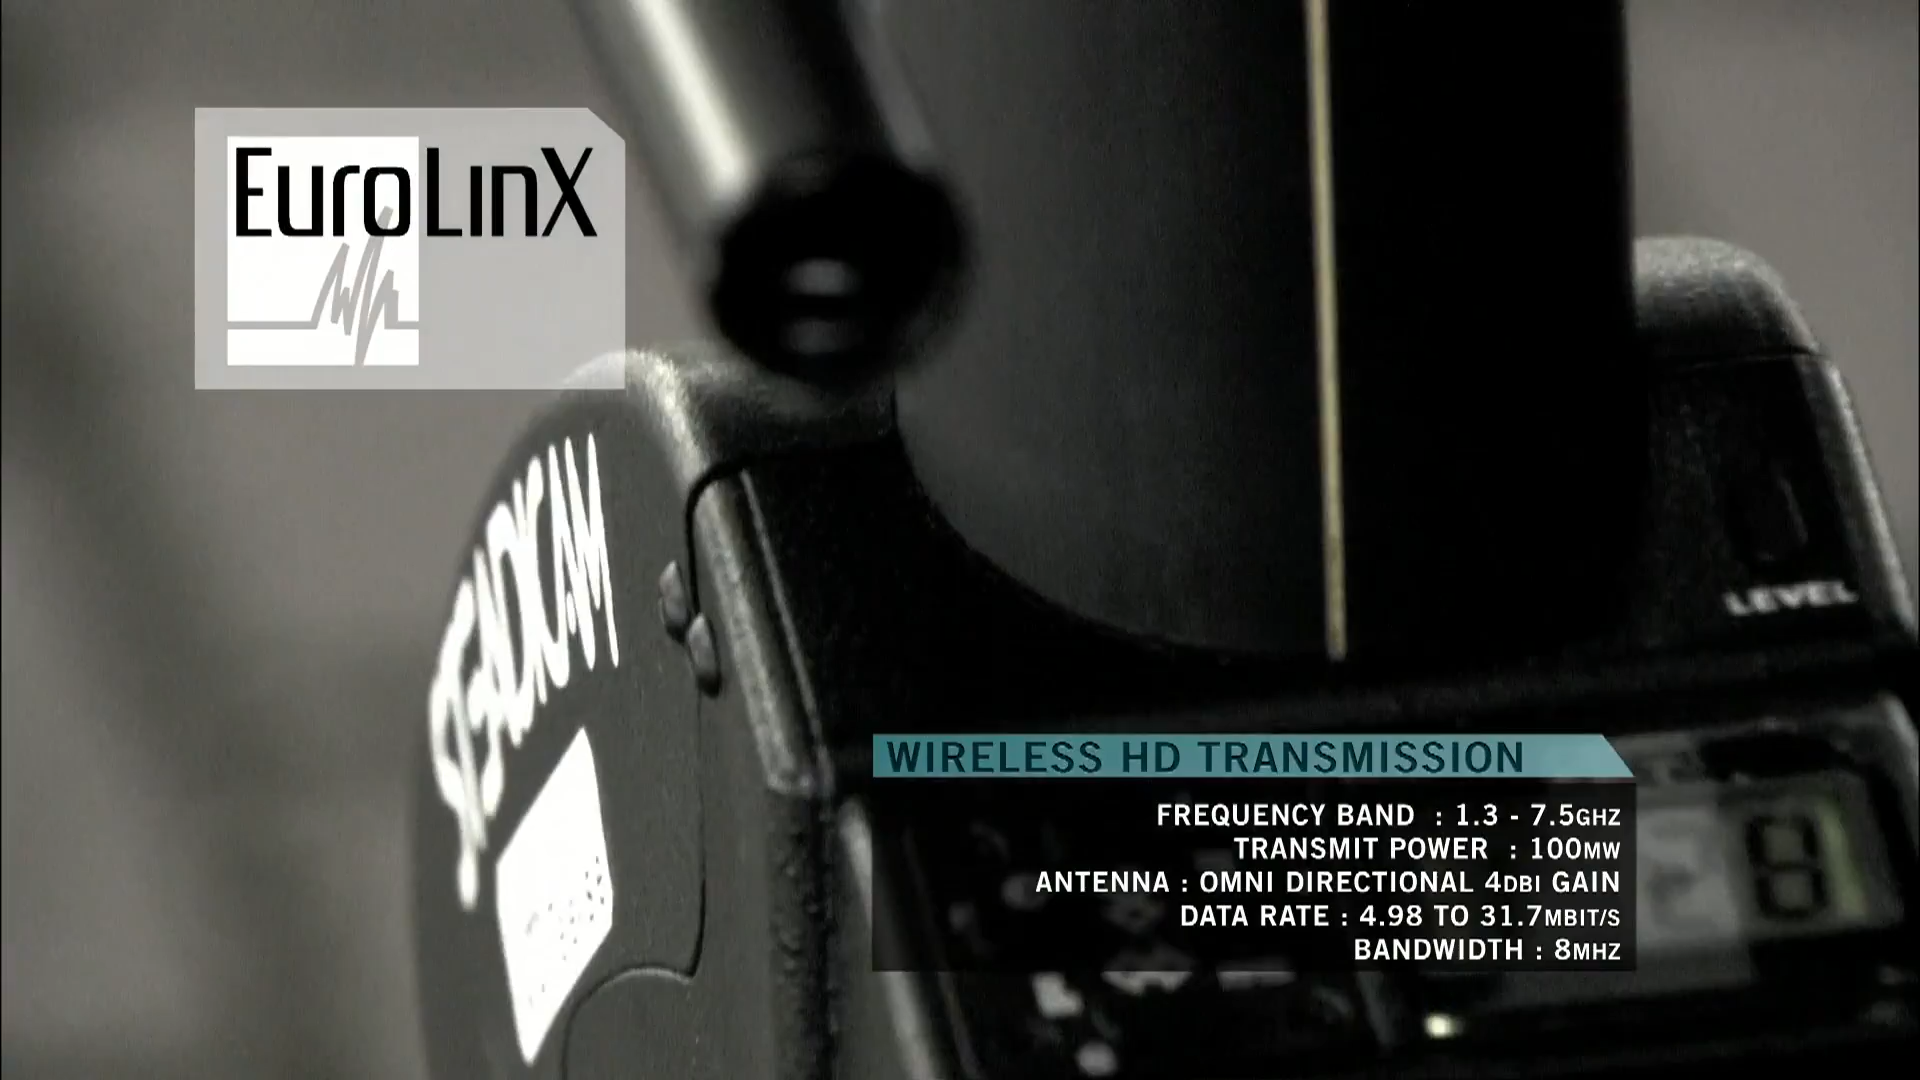 EuroLinX
STEADICAM
LEVEL
WIRELESS HD TRANSMISSION
FREQUENCY BAND : 1.3 - 7.5GHZ
TRANSMIT POWER : 100MW
ANTENNA : OMNI DIRECTIONAL 4DBI GAIN
DATA RATE : 4.98 TO 31.7MBIT/S
BANDWIDTH : 8MHZ